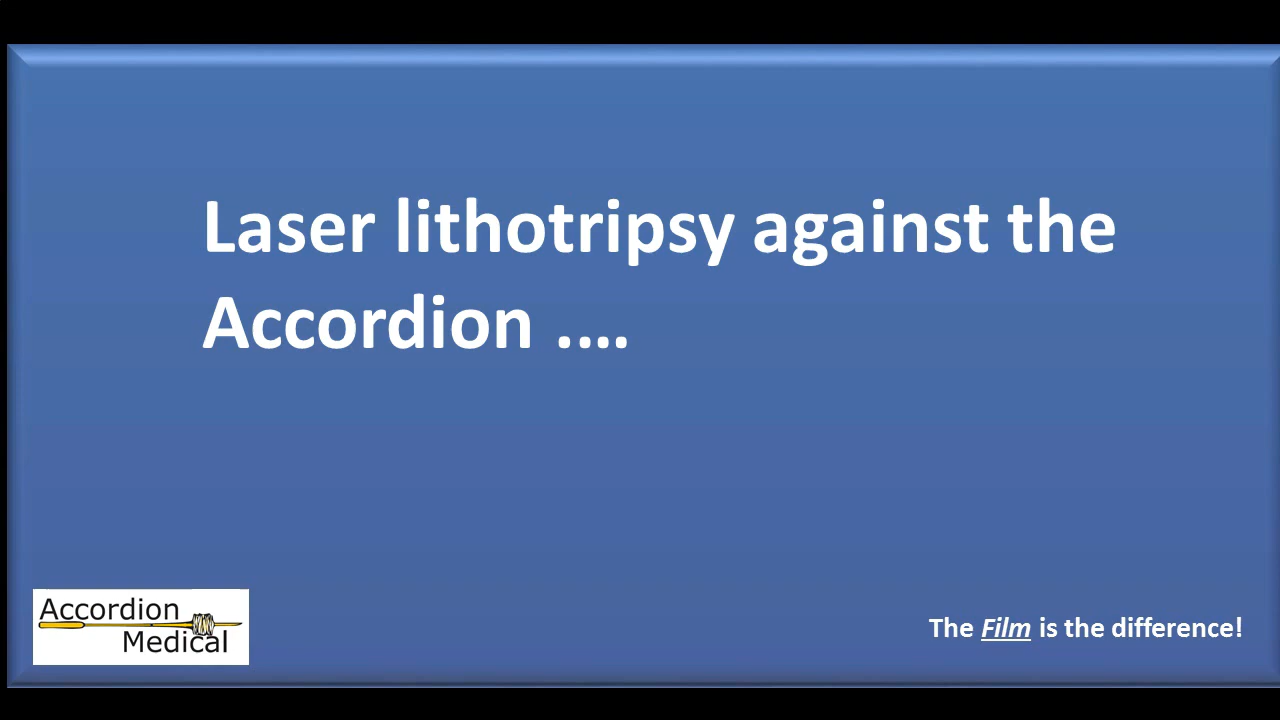 Laser lithotripsy against the
Accordion ....
Accordion
Medical
The Film is the difference!